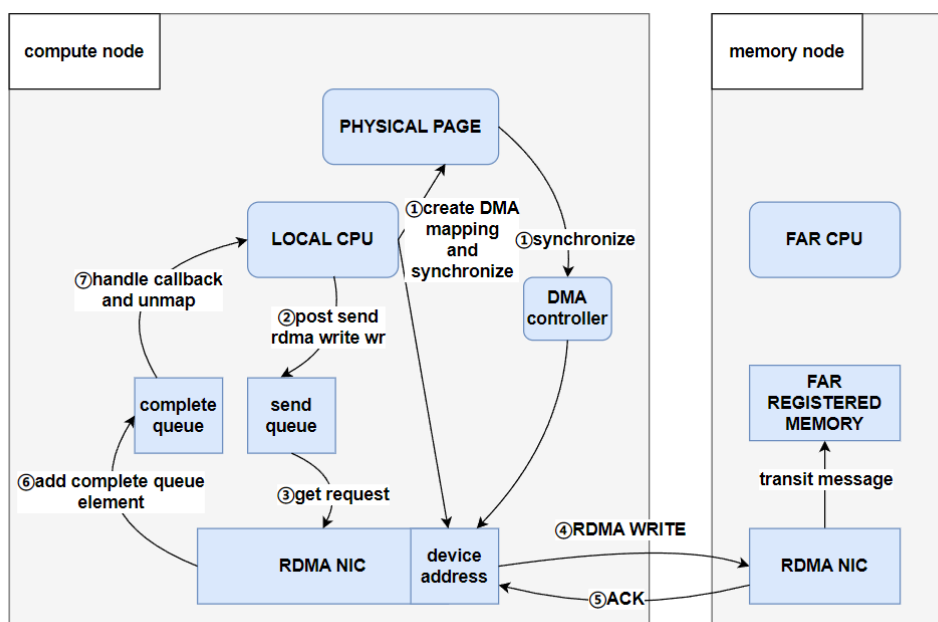 compute node
memory node
PHYSICAL PAGE
①create DMA
mapping
and
synchronize
①synchronize
LOCAL CPU
FAR CPU
⑦handle callback
and unmap
②post send
rdma write wr
DMA
controller
complete
queue
send
queue
FAR
REGISTERED
MEMORY
⑥add complete queue
element
③get request
transit message
④RDMA WRITE
RDMA NIC
device
address
RDMA NIC
⑤ACK